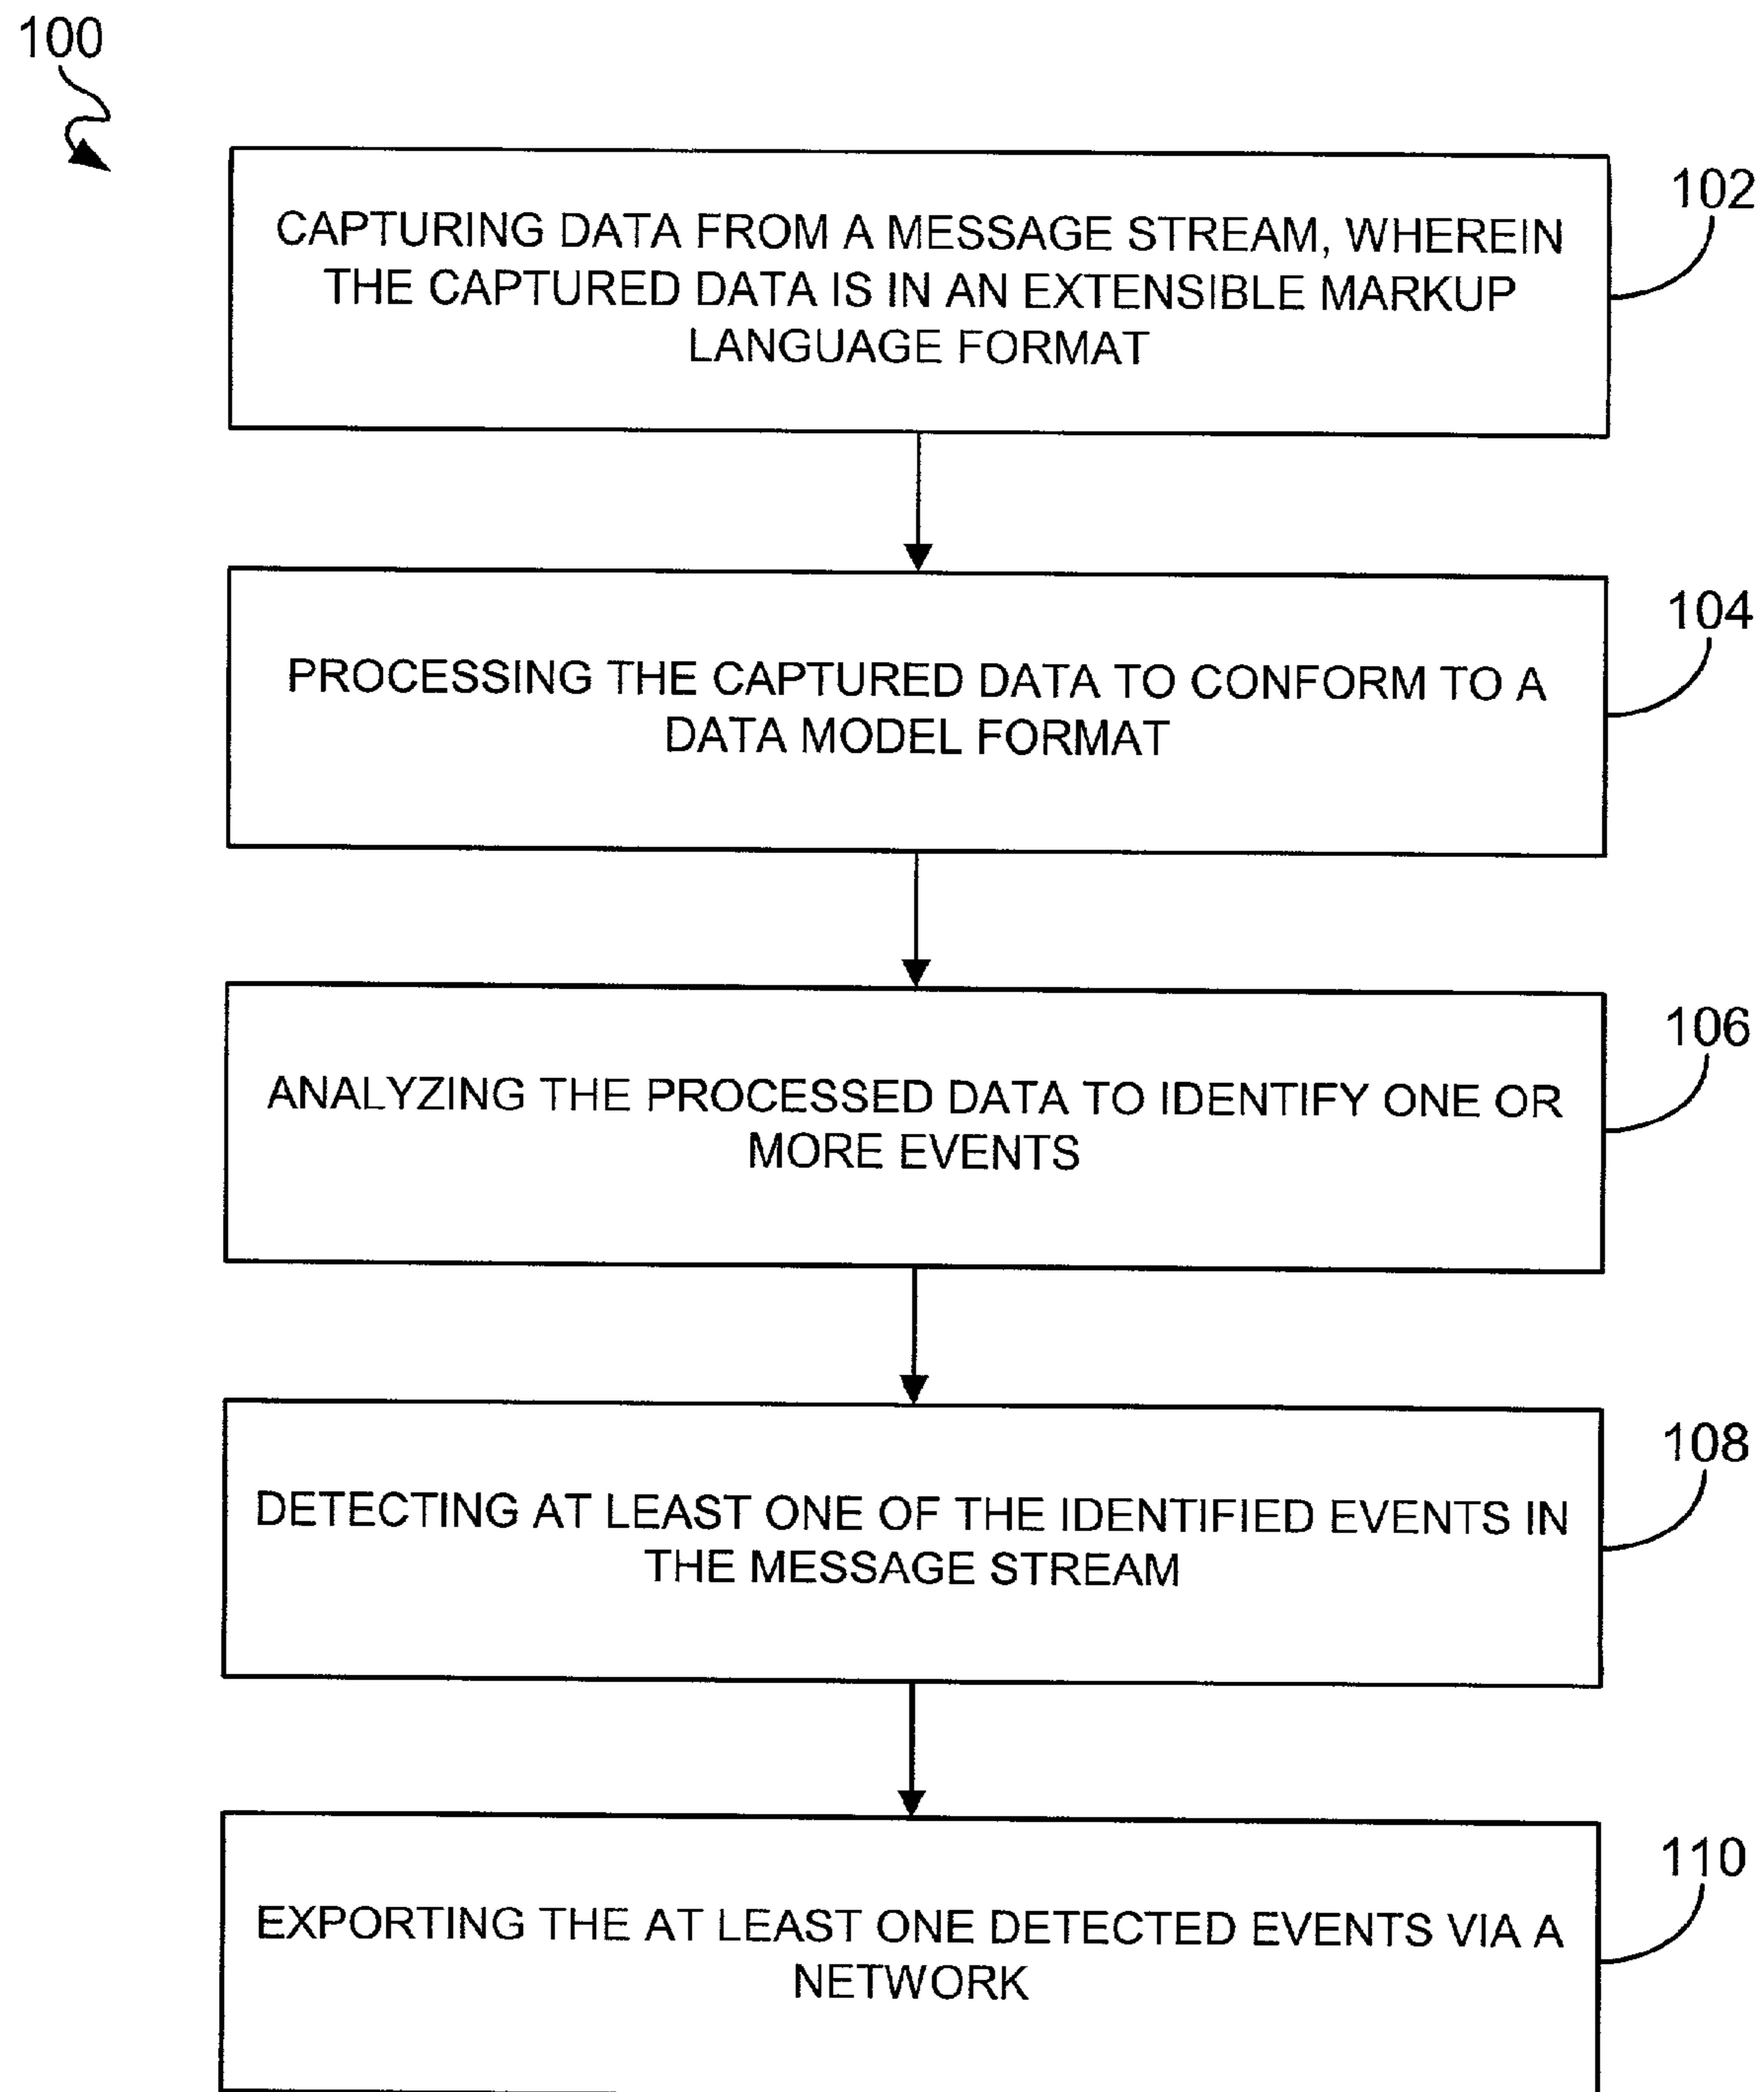 100
CAPTURING DATA FROM A MESSAGE STREAM, WHEREIN
THE CAPTURED DATA IS IN AN EXTENSIBLE MARKUP
LANGUAGE FORMAT
102
PROCESSING THE CAPTURED DATA TO CONFORM TO A
DATA MODEL FORMAT
104
ANALYZING THE PROCESSED DATA TO IDENTIFY ONE OR
MORE EVENTS
106
DETECTING AT LEAST ONE OF THE IDENTIFIED EVENTS IN
THE MESSAGE STREAM
108
EXPORTING THE AT LEAST ONE DETECTED EVENTS VIA A
NETWORK
110